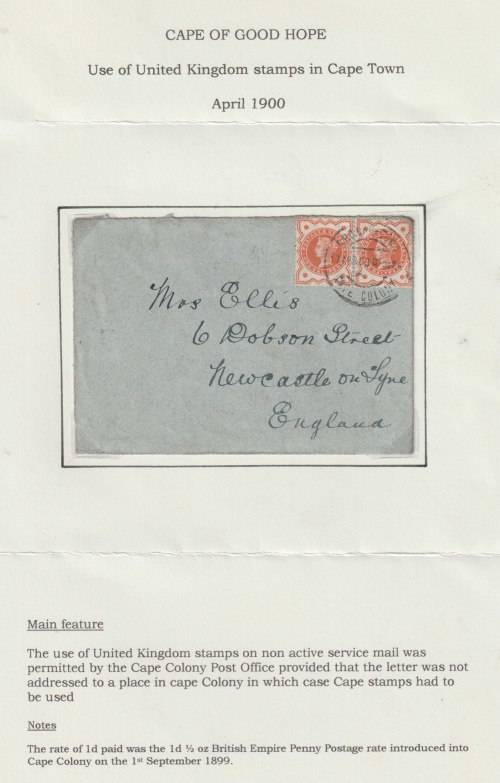 CAPE OF GOOD HOPE
Use of United Kingdom stamps in Cape Town
April 1900
Mrs Ellis
6 Dobson Street
Newcastle on Tyne
England
Main feature
The use of United Kingdom stamps on non active service mail was
permitted by the Cape Colony Post Office provided that the letter was not
addressed to a place in cape Colony in which case Cape stamps had to
be used
Notes
The rate of 1d paid was the 1d ½ oz British Empire Penny Postage rate introduced into
Cape Colony on the 1st September 1899.